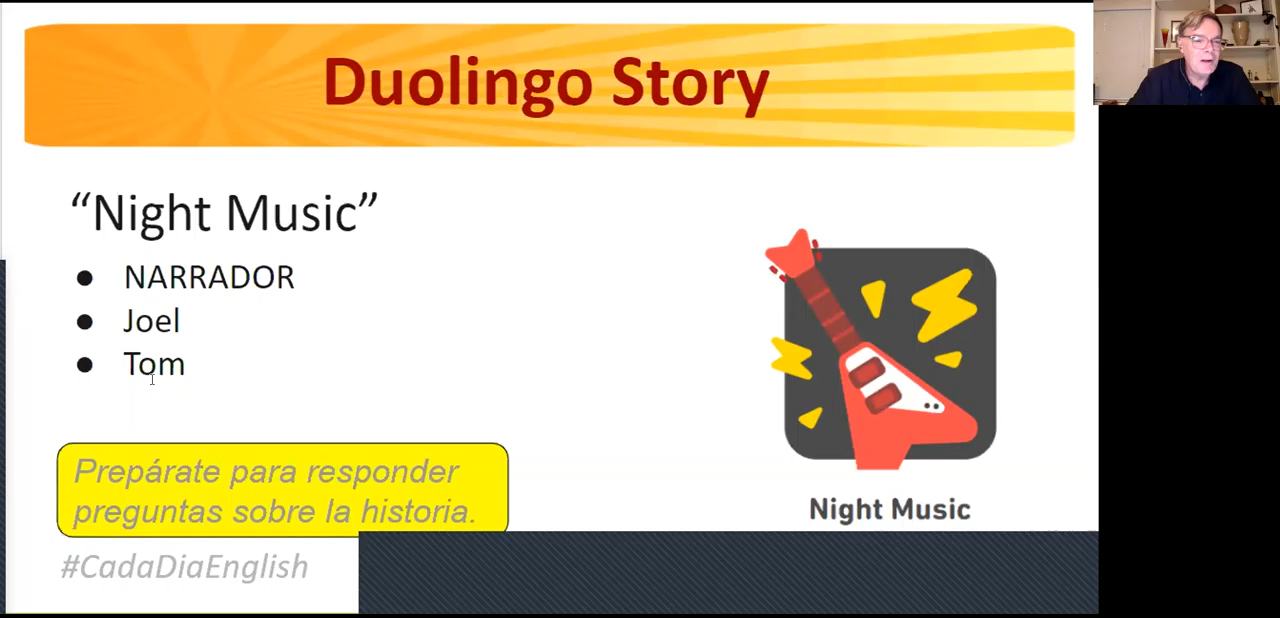 Duolingo Story
“Night Music”
● NARRADOR
● Joel
● Tom
Prepárate para responder
preguntas sobre la historia.
Night Music
#CadaDiaEnglish